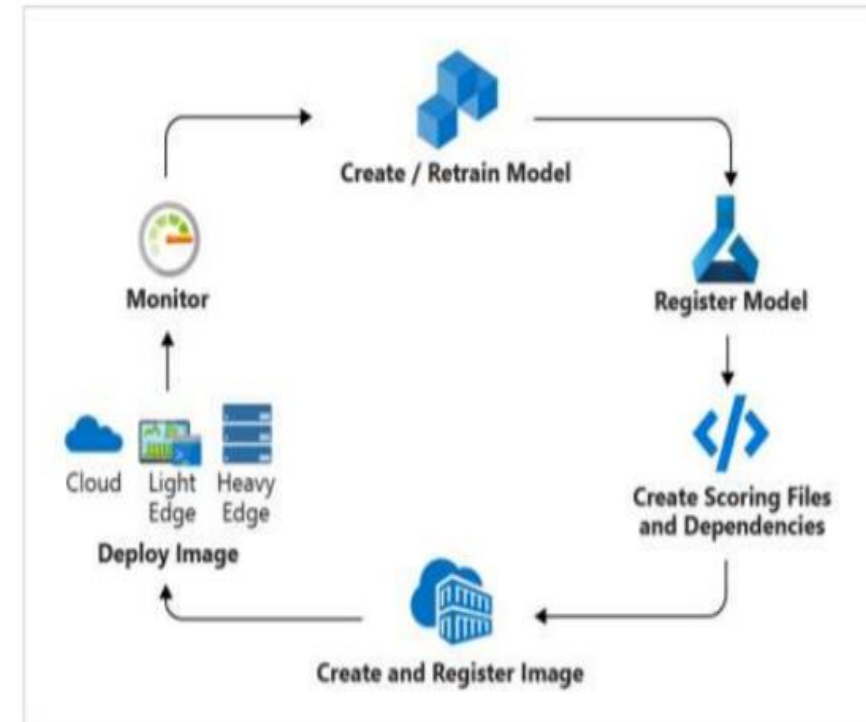 Create / Retrain Model
Register Model
Create Scoring Files
and Dependencies
Create and Register Image
Cloud
Light
Edge
Heavy
Edge
Deploy Image
Monitor